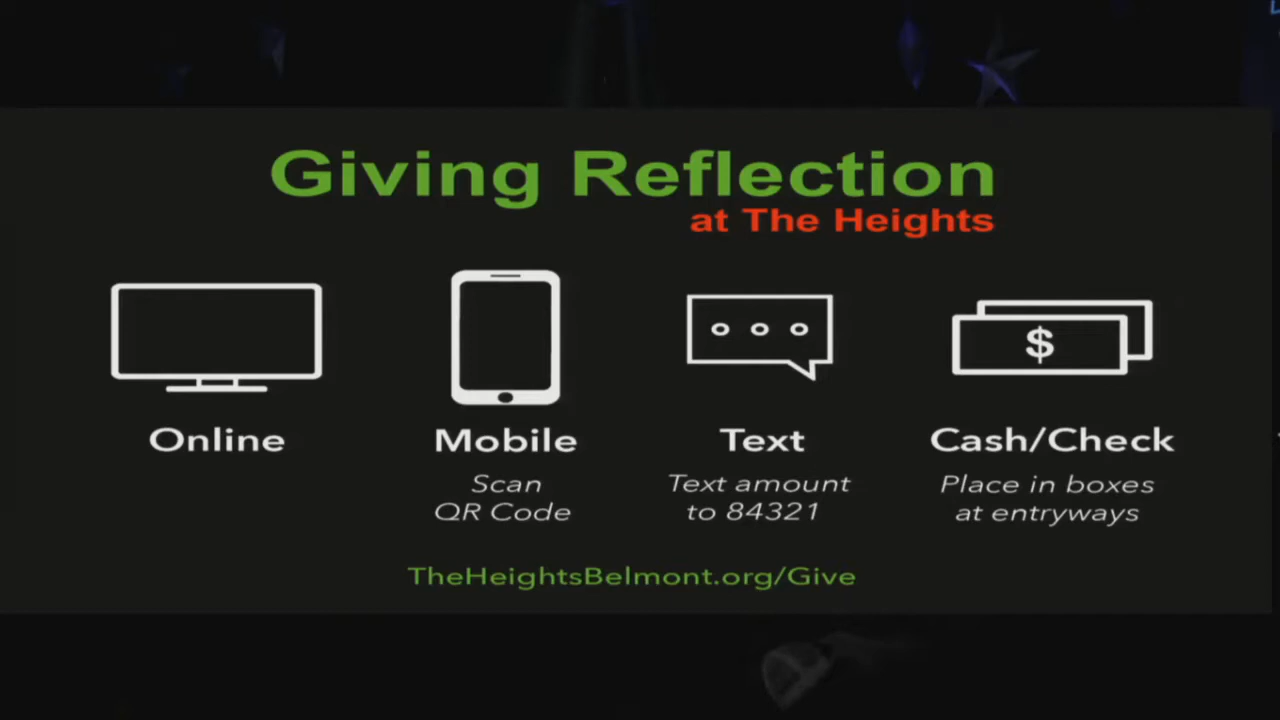 Giving Reflection
at The Heights
$
Online
Mobile
Text
Cash/Check
Scan
QR Code
Text amount
to 84321
Place in boxes
at entryways
TheHeightsBelmont.org/Give